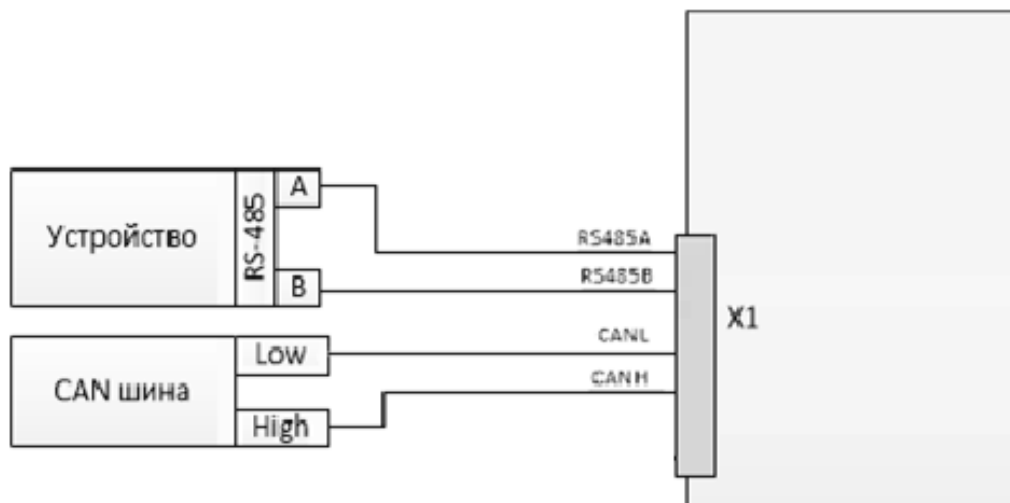 Устройство
RS-485
A
B
RS485A
RS485B
X1
CAN шина
Low
High
CANL
CANH